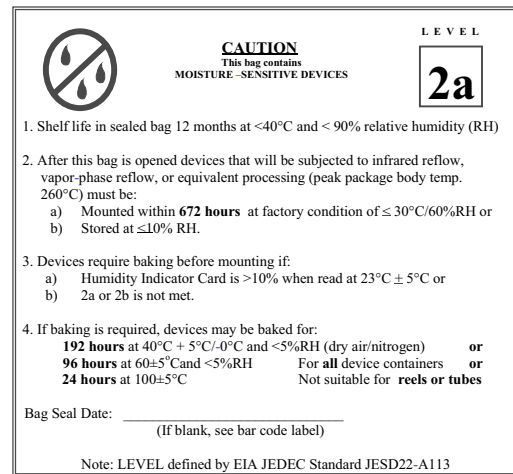 LEVEL
CAUTION
This bag contains
MOISTURE –SENSITIVE DEVICES
2a
1. Shelf life in sealed bag 12 months at <40°C and < 90% relative humidity (RH)
2. After this bag is opened devices that will be subjected to infrared reflow,
vapor-phase reflow, or equivalent processing (peak package body temp.
260°C) must be:
a) Mounted within 672 hours at factory condition of ≤ 30°C/60%RH or
b) Stored at ≤10% RH.
3. Devices require baking before mounting if:
a) Humidity Indicator Card is >10% when read at 23°C ± 5°C or
b) 2a or 2b is not met.
4. If baking is required, devices may be baked for:
192 hours at 40°C + 5°C/-0°C and <5%RH (dry air/nitrogen) or
96 hours at 60±5°Cand <5%RH For all device containers or
24 hours at 100±5°C Not suitable for reels or tubes
Bag Seal Date: ______________________________
(If blank, see bar code label)
Note: LEVEL defined by EIA JEDEC Standard JESD22-A113